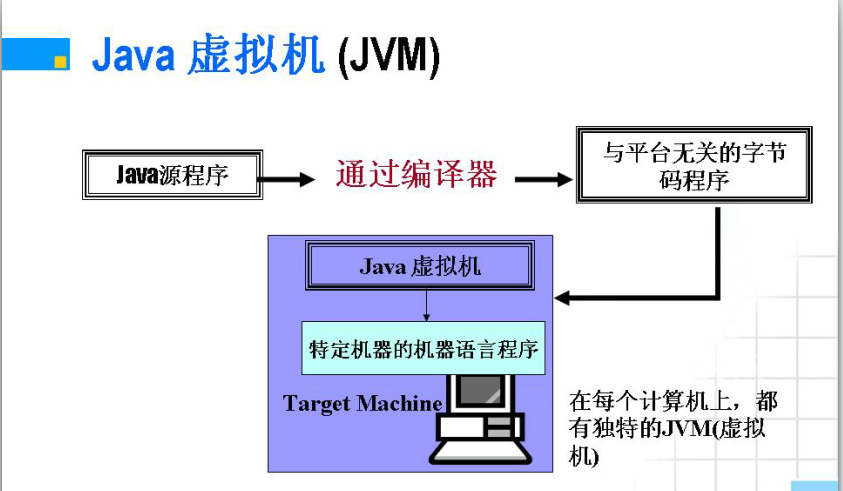 Java 虚拟机 (JVM)
Java源程序
通过编译器
与平台无关的字节
码程序
Java 虚拟机
特定机器的机器语言程序
Target Machine
在每个计算机上，都
有独特的JVM(虚拟
机)